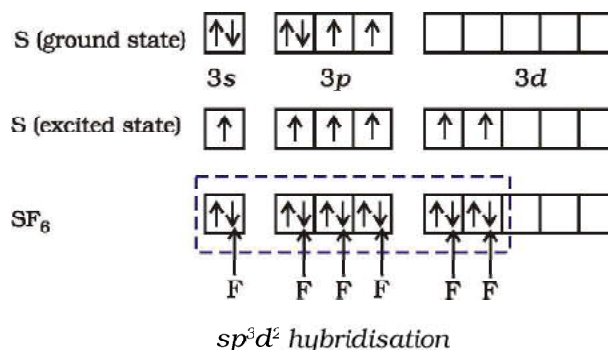 S (ground state)
3s 3p 3d
S (excited state)
SF₆
F F F F F F
sp³d² hybridisation